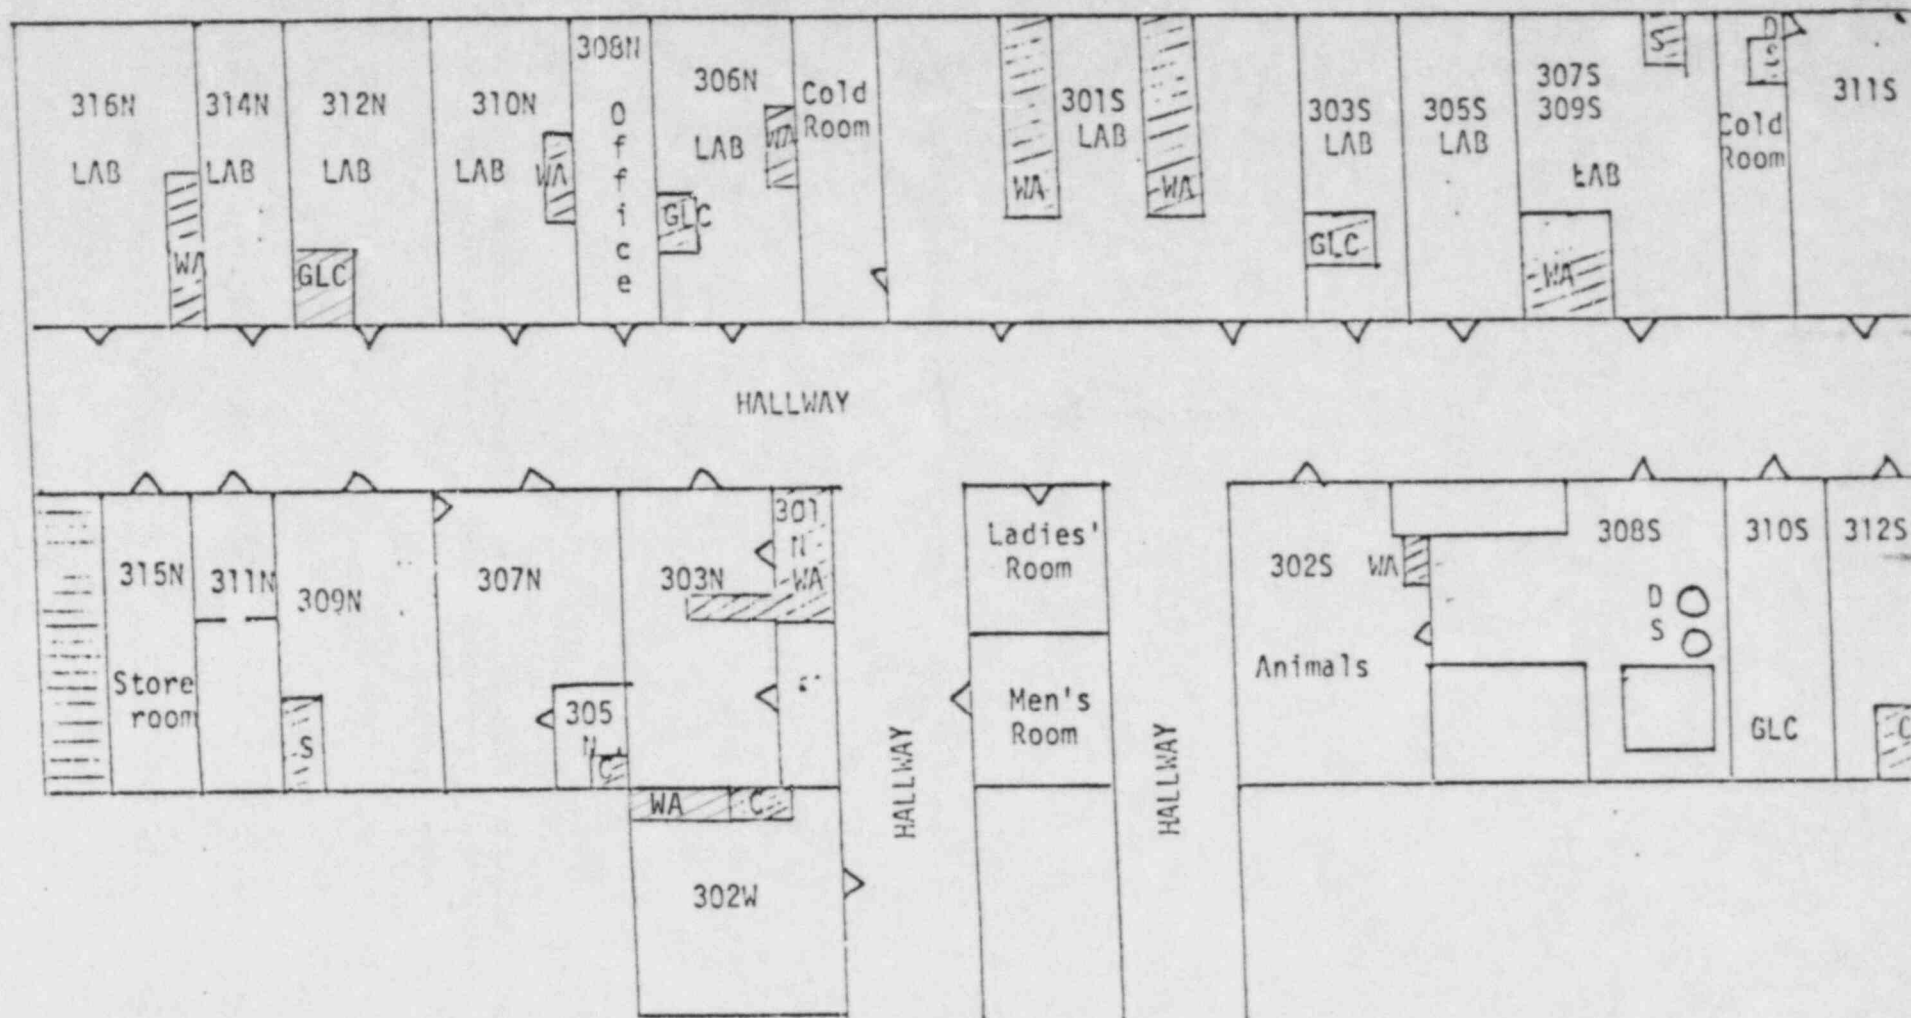 316N
LAB
WA
314N
LAB
312N
LAB
GLC
310N
LAB
WA
308N
Office
306N
LAB
WA
GLC
Cold
Room
WA
301S
LAB
WA
303S
LAB
GLC
305S
LAB
307S
309S
LAB
WA
S
D
S
Cold
Room
311S
HALLWAY
315N
Store
room
311N
309N
S
307N
305
N
C
303N
301
N
WA
WA
C
302W
HALLWAY
Ladies'
Room
Men's
Room
HALLWAY
302S
WA
Animals
308S
D
S
310S
GLC
312S
C